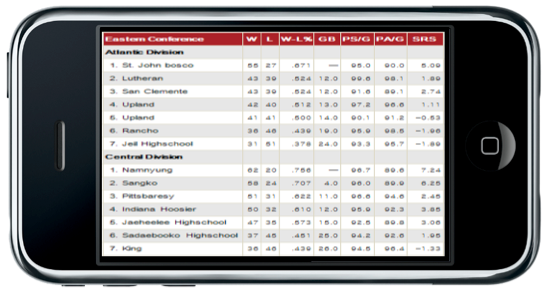 Eastern Conference W L W-L% GB PS/G PA/G SRS
Atlantic Division
1. St. John bosco 55 27 .671 — 95.0 90.0 5.09
2. Lutheran 43 39 .524 12.0 99.6 98.1 1.89
3. San Clemente 43 39 .524 12.0 91.6 89.1 2.74
4. Upland 42 40 .512 13.0 97.2 96.6 1.11
5. Upland 41 41 .500 14.0 90.1 91.2 −0.53
6. Rancho 36 46 .439 19.0 95.9 98.5 −1.96
7. Jeil Highschool 31 51 .378 24.0 93.3 95.7 −1.89
Central Division
1. Namnyung 62 20 .756 — 96.7 89.6 7.24
2. Sangko 58 24 .707 4.0 96.0 89.9 6.25
3. Pittsbaresy 51 31 .622 11.0 96.6 94.6 2.45
4. Indiana Hoosier 50 32 .610 12.0 95.9 92.3 3.85
5. Jaeheelee Highschool 47 35 .573 15.0 92.5 89.8 3.06
6. Sadaebooko Highschool 37 45 .451 25.0 94.2 92.6 1.95
7. King 36 46 .439 26.0 94.5 96.4 −1.33